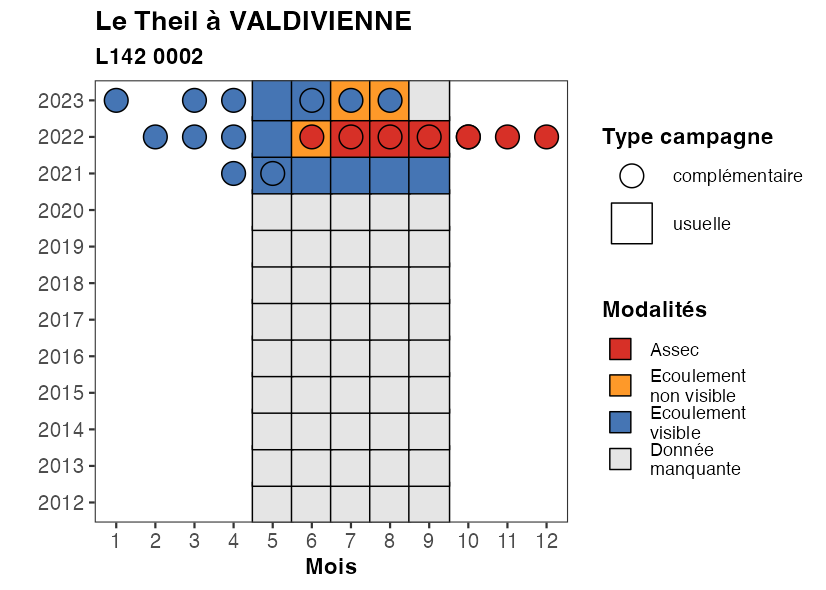 Le Theil à VALDIVIENNE
L142 0002
2023
2022
2021
2020
2019
2018
2017
2016
2015
2014
2013
2012
1 2 3 4 5 6 7 8 9 10 11 12
Mois
Type campagne
complémentaire
usuelle
Modalités
Assec
Ecoulement
non visible
Ecoulement
visible
Donnée
manquante